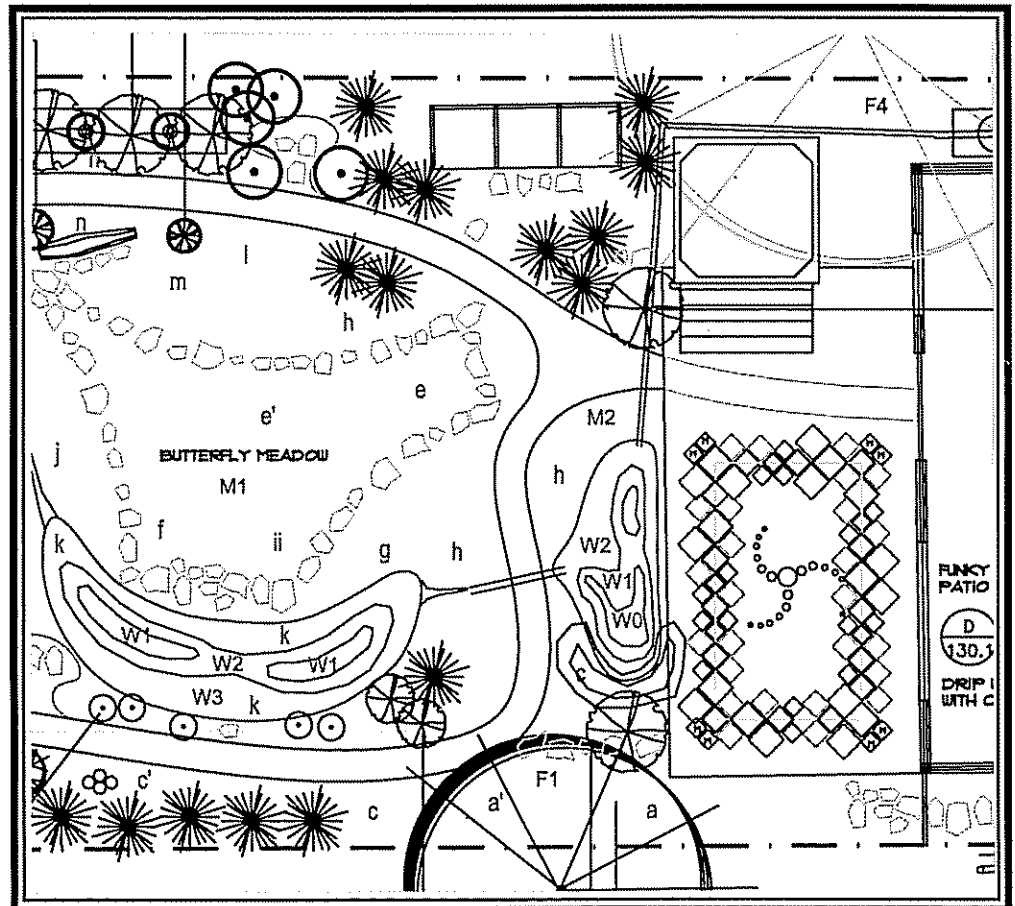 F4
n
l
m
h
e
e'
M2
BUTTERFLY MEADOW
j
M1
h
f
ii
g
h
k
W2
W1
FUNKY
PATIO
W1
k
W0
D
W2
W1
130.1
c
W3
k
DRIP
WITH C
c'
F1
a'
c
a